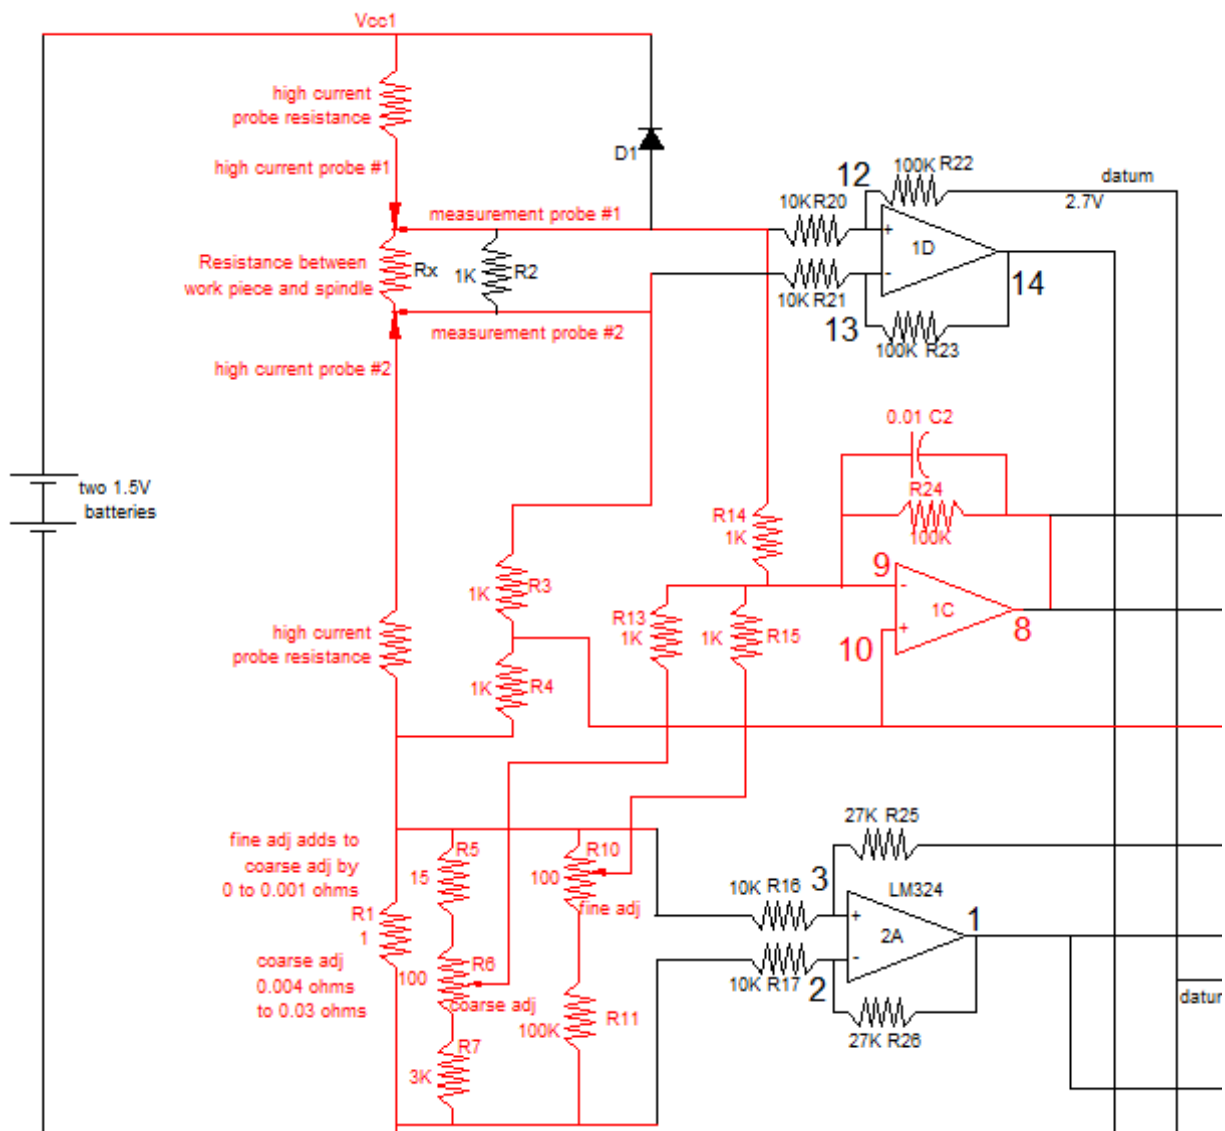 Vcc1
high current
probe resistance
high current probe #1
D1
measurement probe #1
Resistance between
work piece and spindle
Rx
1K
R2
measurement probe #2
high current probe #2
12
100K R22
datum
2.7V
10K R20
+
1D
-
10K R21
14
13
100K R23
two 1.5V
batteries
0.01 C2
R24
100K
R14
1K
9
-
1C
+
10
8
R3
1K
R13
1K
1K
R15
high current
probe resistance
1K
R4
fine adj adds to
coarse adj by
0 to 0.001 ohms
R1
1
coarse adj
0.004 ohms
to 0.03 ohms
R5
15
R10
100
fine adj
100
R6
coarse adj
100K
R11
R7
3K
27K R25
10K R16
3
LM324
+
2A
-
1
10K R17
2
27K R26
datum